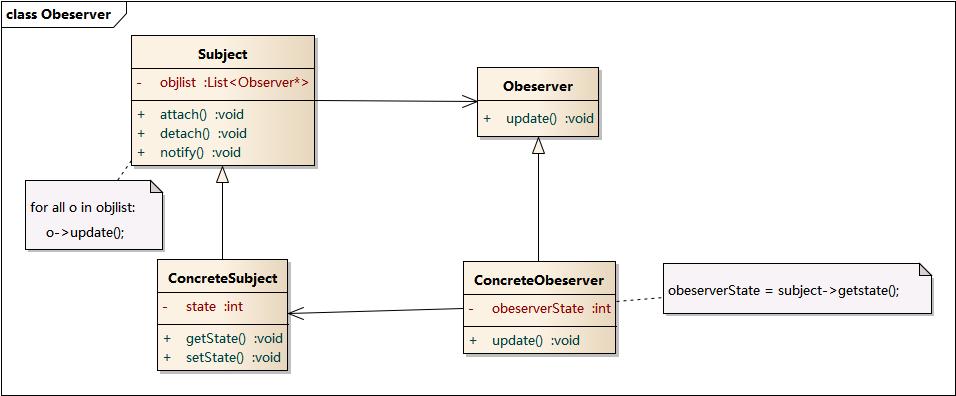 class Obeserver
Subject
- objlist :List<Observer*>
+ attach() :void
+ detach() :void
+ notify() :void
Obeserver
+ update() :void
for all o in objlist:
o->update();
ConcreteSubject
- state :int
+ getState() :void
+ setState() :void
ConcreteObeserver
- obeserverState :int
+ update() :void
obeserverState = subject->getstate();